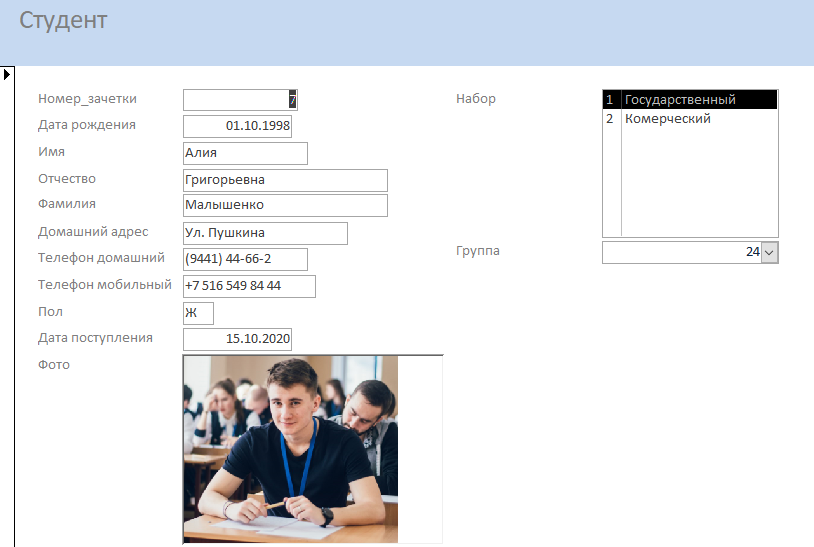 Студент
Номер_зачетки 7
Дата рождения 01.10.1998
Имя Алия
Отчество Григорьевна
Фамилия Малышенко
Домашний адрес Ул. Пушкина
Телефон домашний (9441) 44-66-2
Телефон мобильный +7 516 549 84 44
Пол Ж
Дата поступления 15.10.2020
Фото
Набор
1 Государственный
2 Комерческий
Группа 24